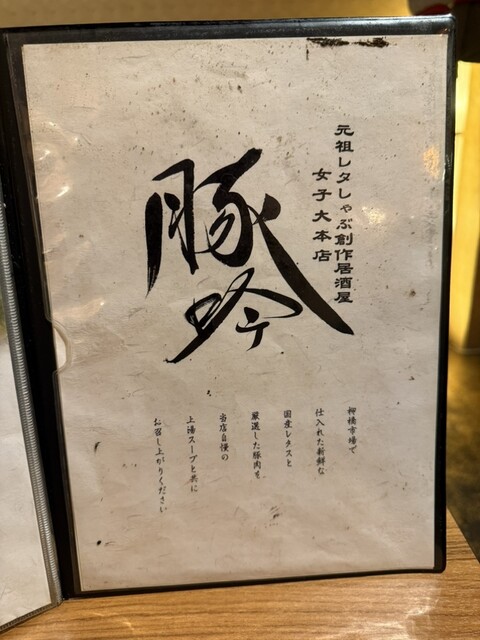 元祖レタしゃぶ創作居酒屋
女子大本店
豚吟
柳橋市場で
仕入れた新鮮な
国産レタスと
厳選した豚肉を
当店自慢の
上湯スープと共に
お召し上がりください